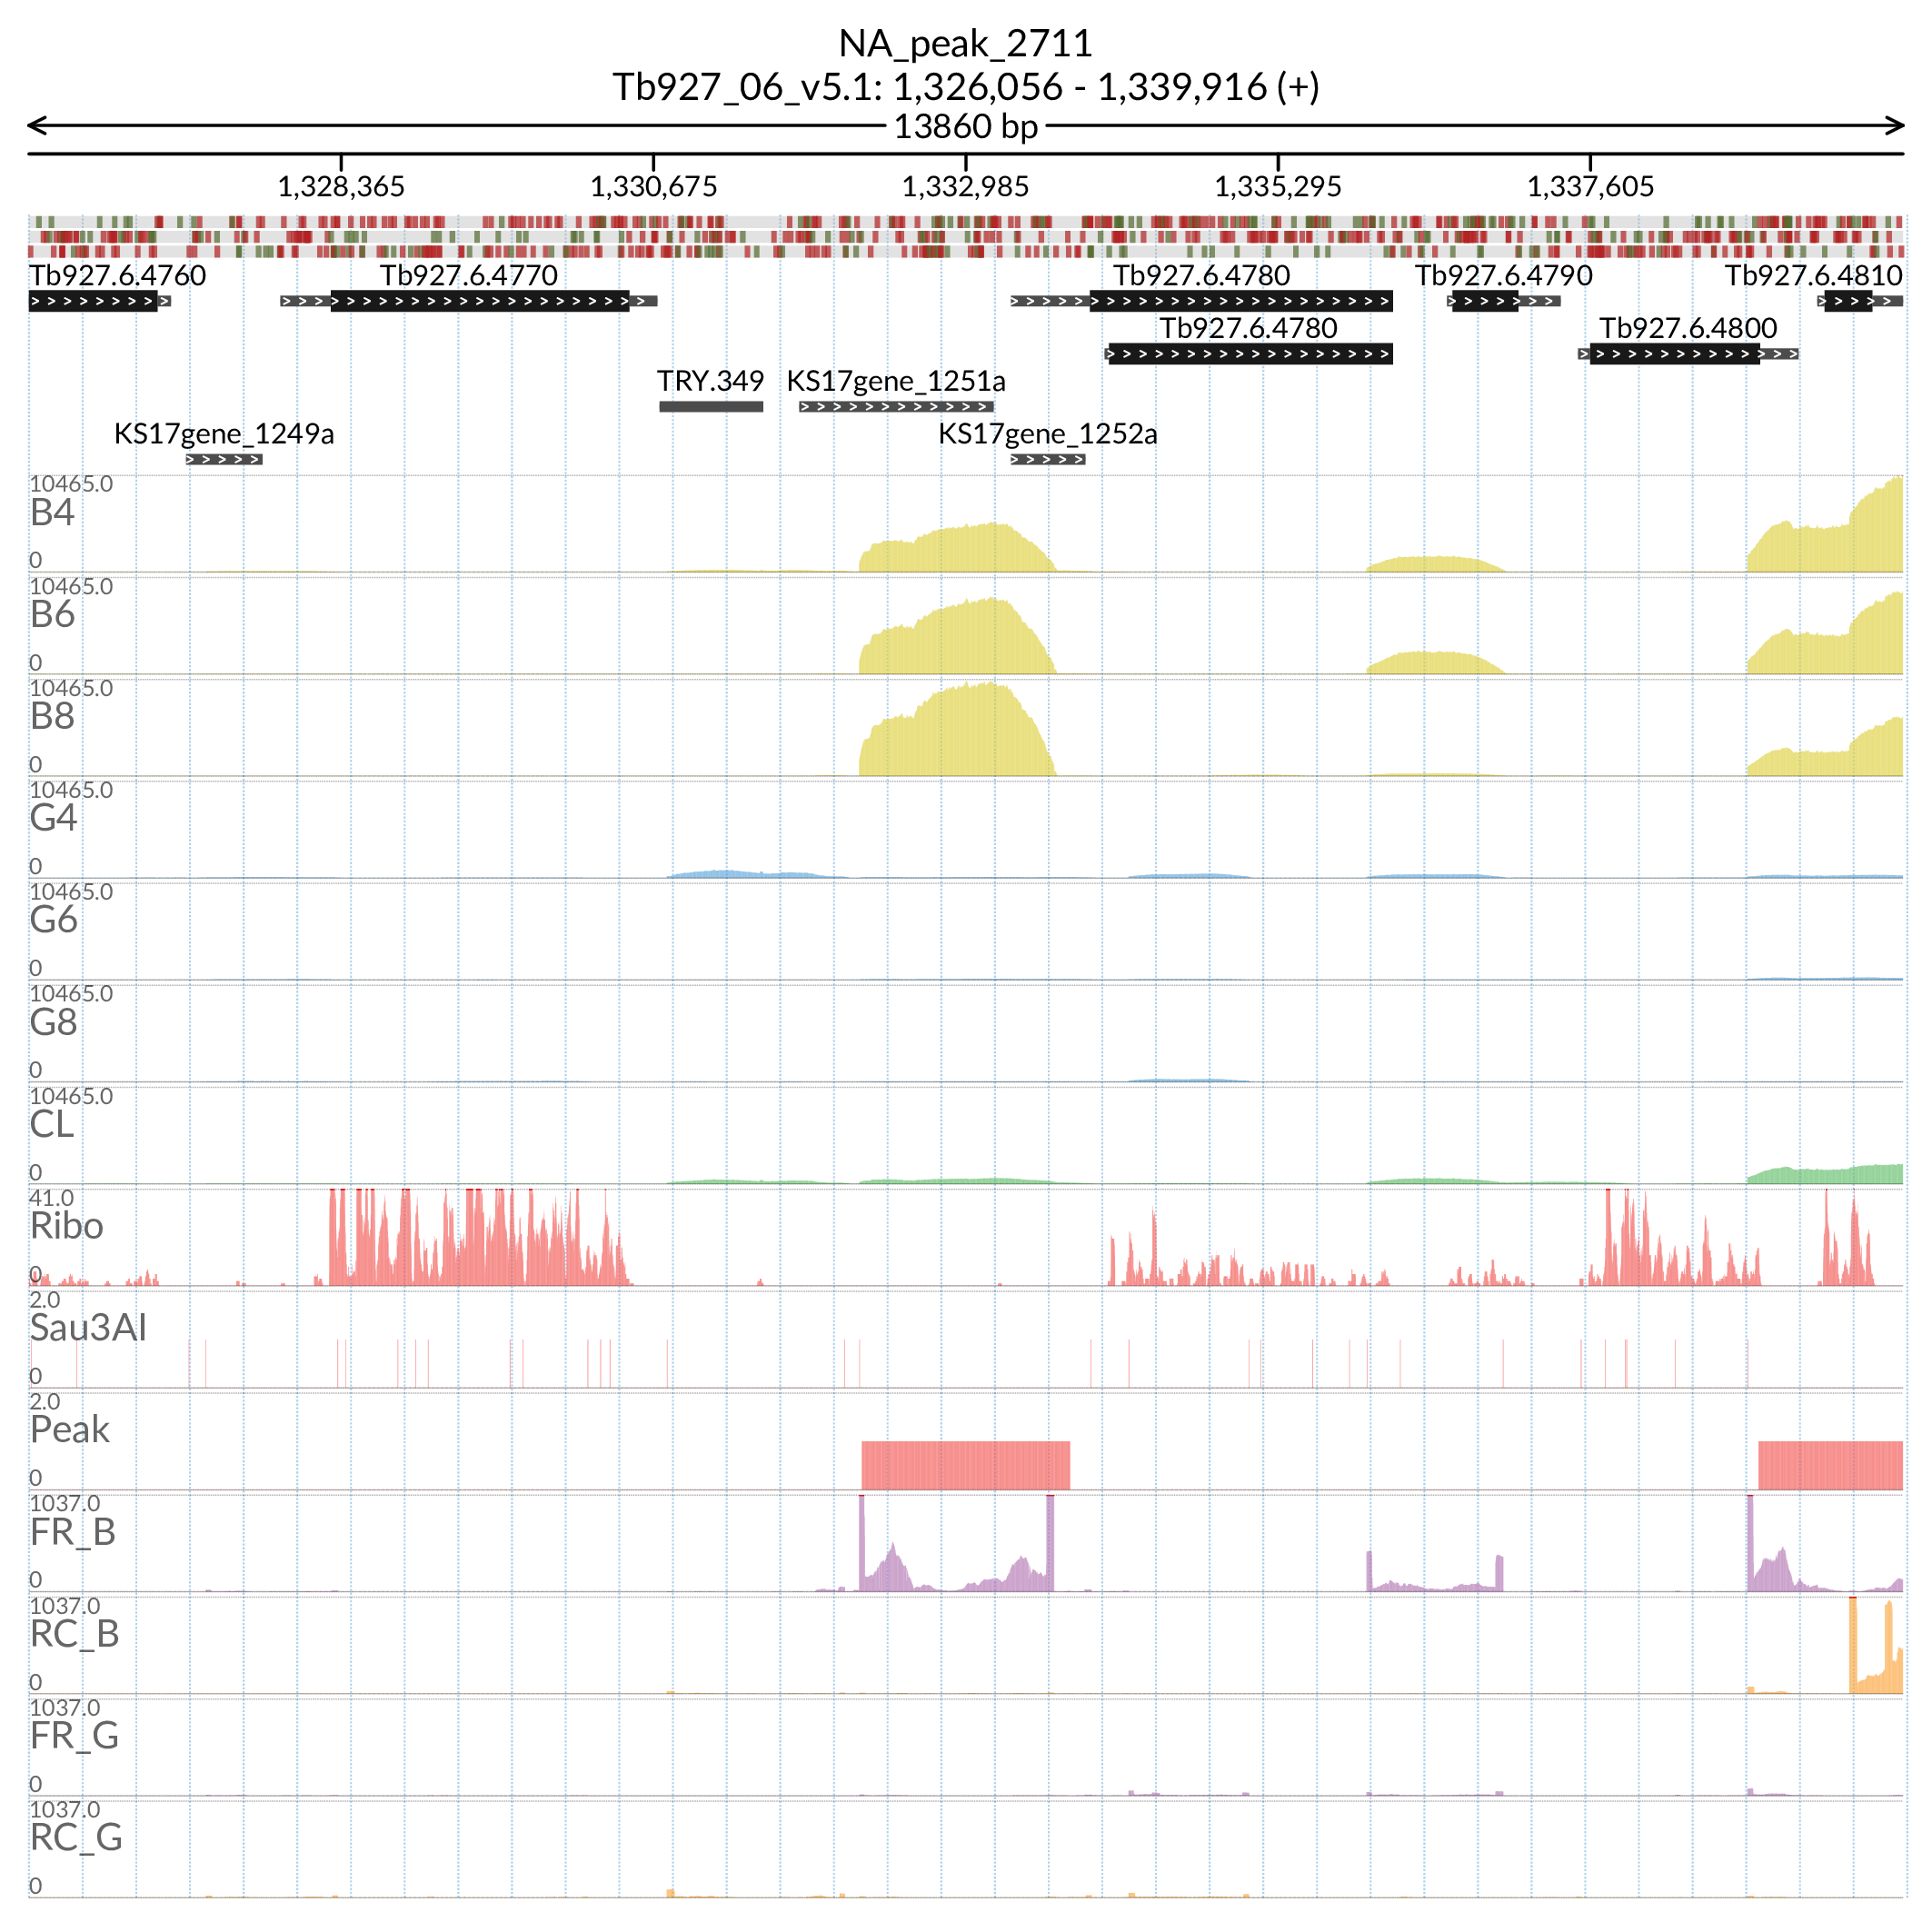 NA_peak_2711
Tb927_06_v5.1: 1,326,056 - 1,339,916 (+)
13860 bp
1,328,365 1,330,675 1,332,985 1,335,295 1,337,605
Tb927.6.4760 Tb927.6.4770 Tb927.6.4780 Tb927.6.4790 Tb927.6.4810
Tb927.6.4780 Tb927.6.4800
TRY.349 KS17gene_1251a
KS17gene_1249a KS17gene_1252a
10465.0
B4
0
10465.0
B6
0
10465.0
B8
0
10465.0
G4
0
10465.0
G6
0
10465.0
G8
0
10465.0
CL
0
41.0
Ribo
0
2.0
Sau3AI
0
2.0
Peak
0
1037.0
FR_B
0
1037.0
RC_B
0
1037.0
FR_G
0
1037.0
RC_G
0